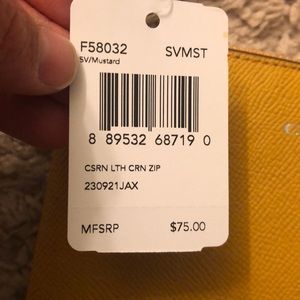 F58032 SVMST
SV/Mustard
8 89532 68719 0
CSRN LTH CRN ZIP
230921JAX
MFSRP $75.00